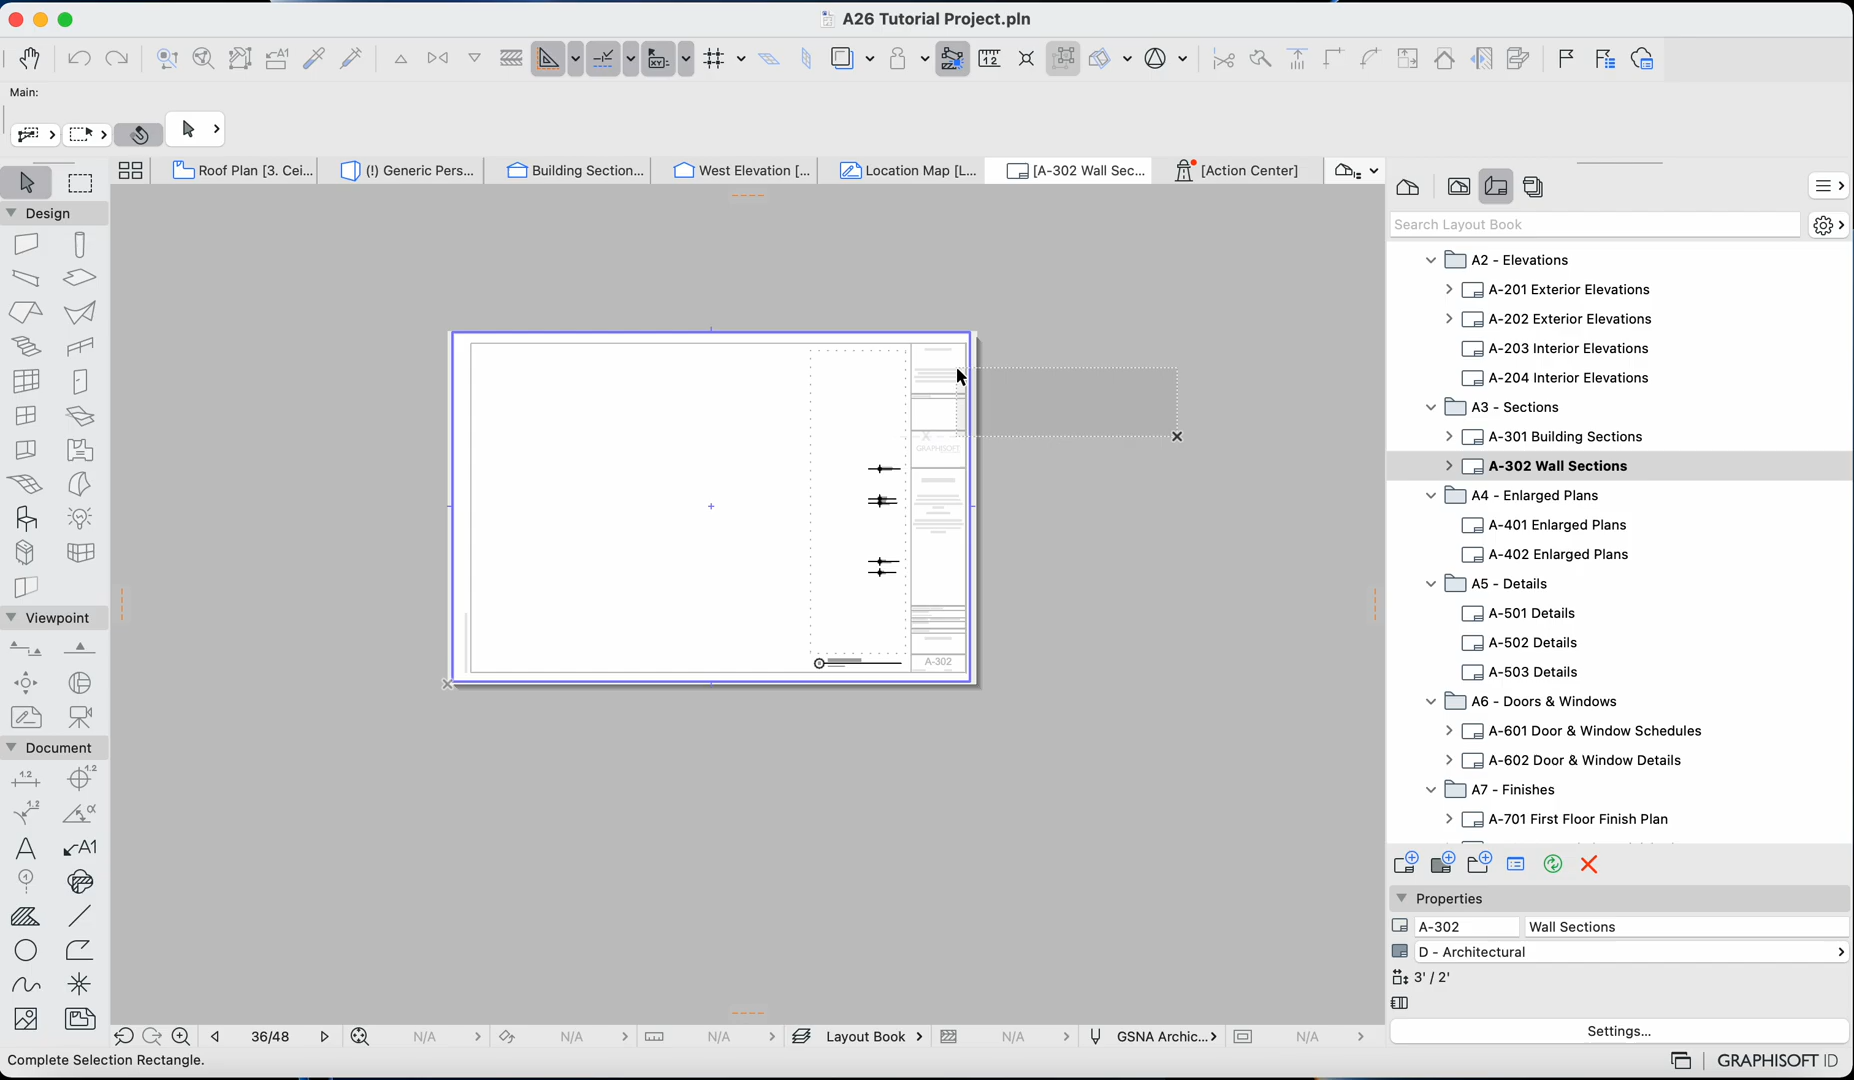 A26 Tutorial Project.pln
Main:
Roof Plan [3. Cei...
(!) Generic Pers...
Building Section...
West Elevation [...
Location Map [L...
[A-302 Wall Sec...
[Action Center]
Design
Viewpoint
Document
Search Layout Book
A2 - Elevations
A-201 Exterior Elevations
A-202 Exterior Elevations
A-203 Interior Elevations
A-204 Interior Elevations
A3 - Sections
A-301 Building Sections
A-302 Wall Sections
A4 - Enlarged Plans
A-401 Enlarged Plans
A-402 Enlarged Plans
A5 - Details
A-501 Details
A-502 Details
A-503 Details
A6 - Doors & Windows
A-601 Door & Window Schedules
A-602 Door & Window Details
A7 - Finishes
A-701 First Floor Finish Plan
Properties
A-302 Wall Sections
D - Architectural
3' / 2'
Settings...
GRAPHISOFT
A-302
36/48
N/A
N/A
N/A
Layout Book
N/A
GSNA Archic...
N/A
Complete Selection Rectangle.
GRAPHISOFT ID